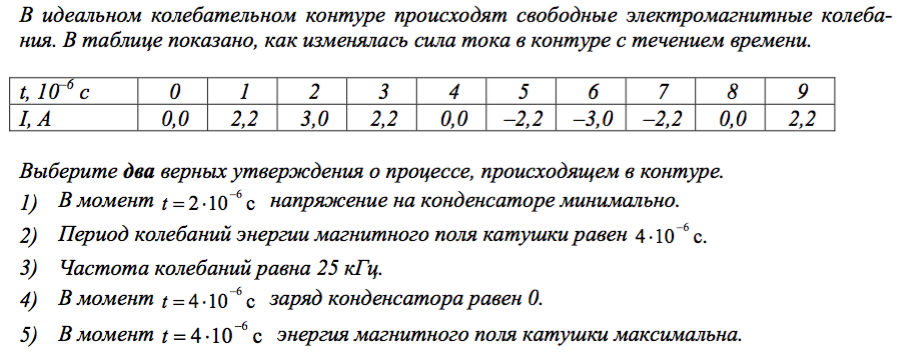 В идеальном колебательном контуре происходят свободные электромагнитные колеба-
ния. В таблице показано, как изменялась сила тока в контуре с течением времени.
t, 10⁻⁶ с 0 1 2 3 4 5 6 7 8 9
I, А 0,0 2,2 3,0 2,2 0,0 –2,2 –3,0 –2,2 0,0 2,2
Выберите два верных утверждения о процессе, происходящем в контуре.
1) В момент t = 2·10⁻⁶ с напряжение на конденсаторе минимально.
2) Период колебаний энергии магнитного поля катушки равен 4·10⁻⁶ с.
3) Частота колебаний равна 25 кГц.
4) В момент t = 4·10⁻⁶ с заряд конденсатора равен 0.
5) В момент t = 4·10⁻⁶ с энергия магнитного поля катушки максимальна.